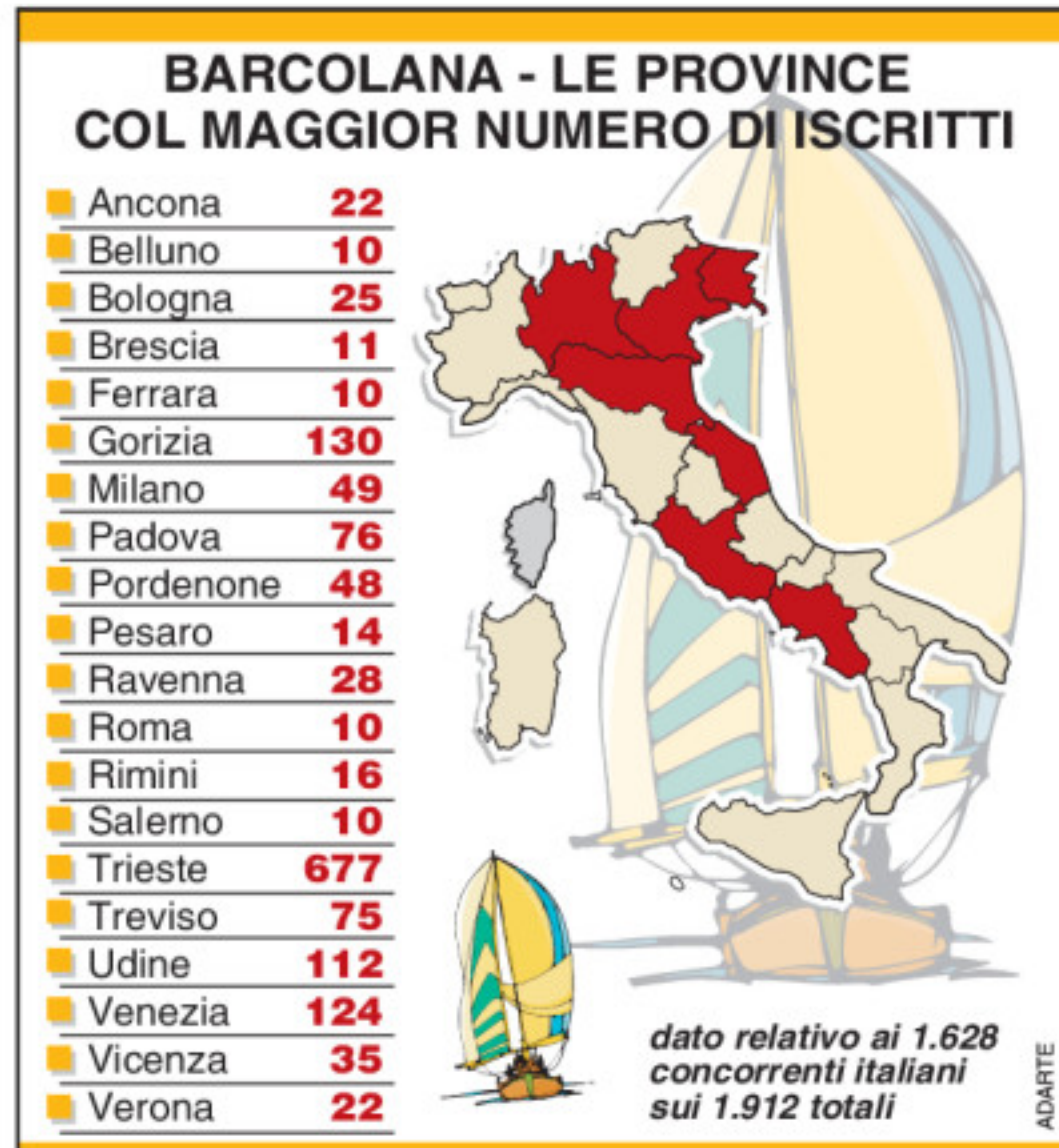 BARCOLANA - LE PROVINCE
COL MAGGIOR NUMERO DI ISCRITTI
Ancona 22
Belluno 10
Bologna 25
Brescia 11
Ferrara 10
Gorizia 130
Milano 49
Padova 76
Pordenone 48
Pesaro 14
Ravenna 28
Roma 10
Rimini 16
Salerno 10
Trieste 677
Treviso 75
Udine 112
Venezia 124
Vicenza 35
Verona 22
dato relativo ai 1.628
concorrenti italiani
sui 1.912 totali
ADARTE